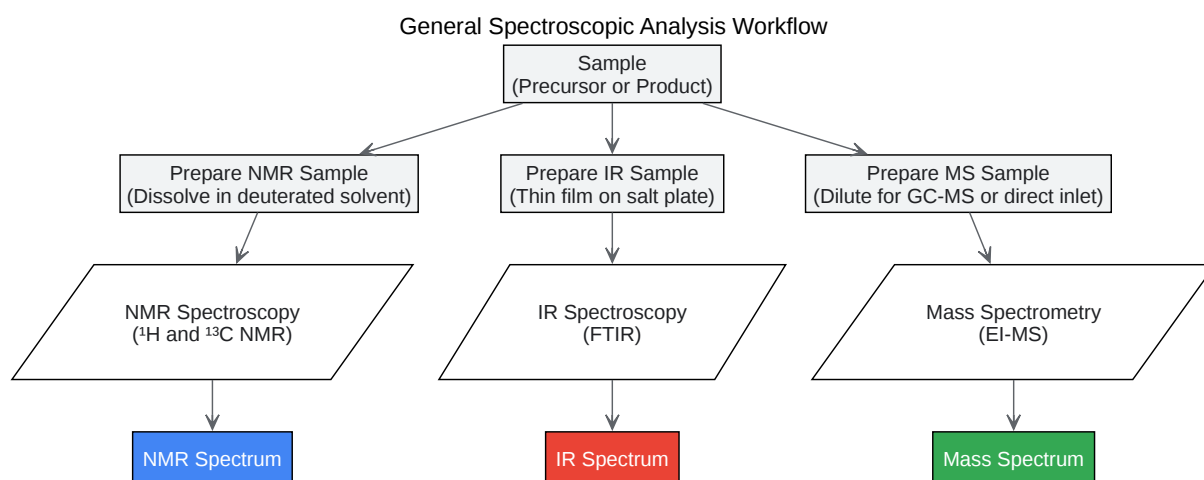 General Spectroscopic Analysis Workflow
Sample
(Precursor or Product)
Prepare NMR Sample
(Dissolve in deuterated solvent)
Prepare IR Sample
(Thin film on salt plate)
Prepare MS Sample
(Dilute for GC-MS or direct inlet)
NMR Spectroscopy
(¹H and ¹³C NMR)
IR Spectroscopy
(FTIR)
Mass Spectrometry
(EI-MS)
NMR Spectrum
IR Spectrum
Mass Spectrum